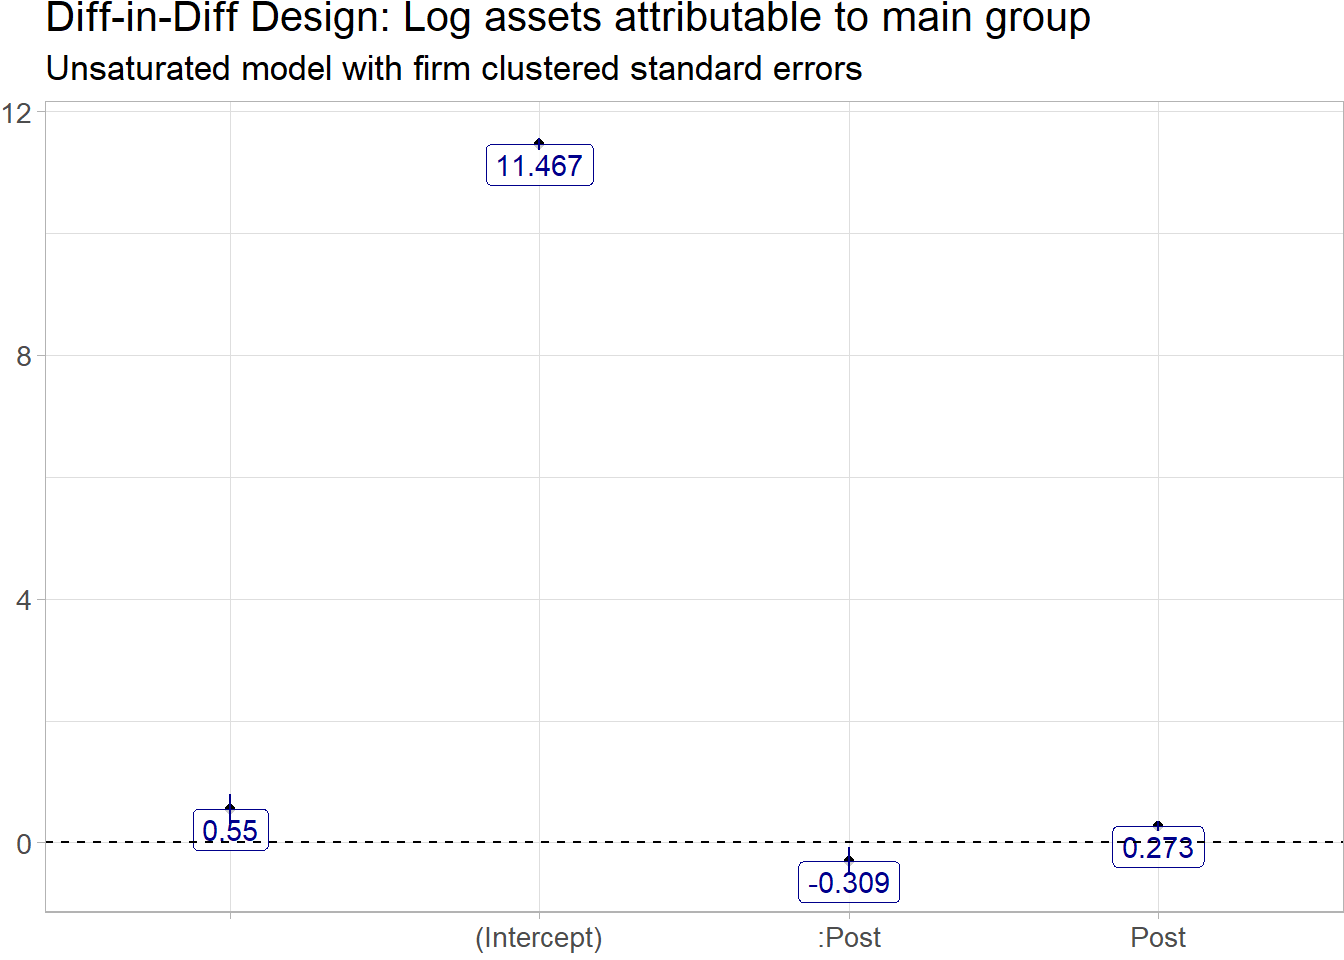 Diff-in-Diff Design: Log assets attributable to main group
Unsaturated model with firm clustered standard errors
12
11.467
8
4
0
0.55
-0.309
0.273
(Intercept)
:Post
Post